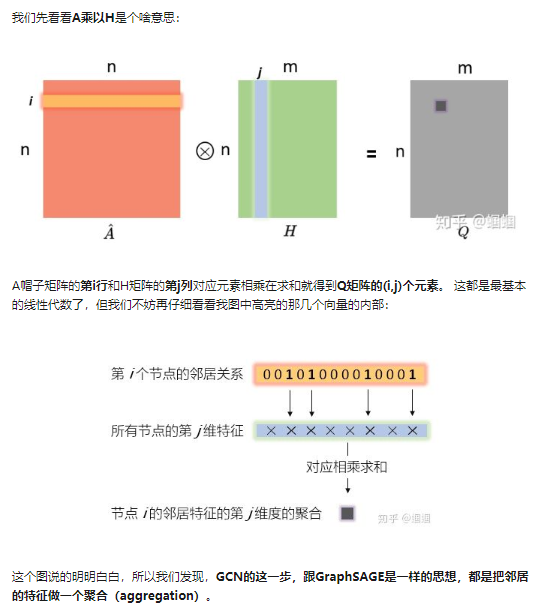 我们先看看A乘以H是个啥意思：
n
j
m
m
i
n
⊗
n
=
n
知乎 @蝈蝈
Â
H
Q
A帽子矩阵的第i行和H矩阵的第j列对应元素相乘在求和就得到Q矩阵的(i,j)个元素。 这都是最基本
的线性代数了，但我们不妨再仔细看看我图中高亮的那几个向量的内部：
第 i 个节点的邻居关系
0 0 1 0 1 0 0 0 0 1 0 0 0 1
所有节点的第 j 维特征
× × × × × × × ×
对应相乘求和
节点 i 的邻居特征的第 j 维度的聚合
知乎 @蝈蝈
这个图说的明明白白，所以我们发现，GCN的这一步，跟GraphSAGE是一样的思想，都是把邻居
的特征做一个聚合（aggregation）。